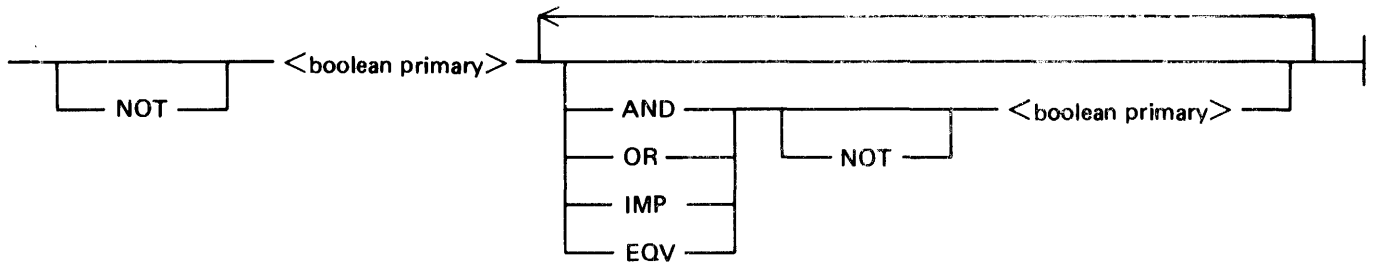 <boolean primary>
NOT
AND
<boolean primary>
OR
NOT
IMP
EQV